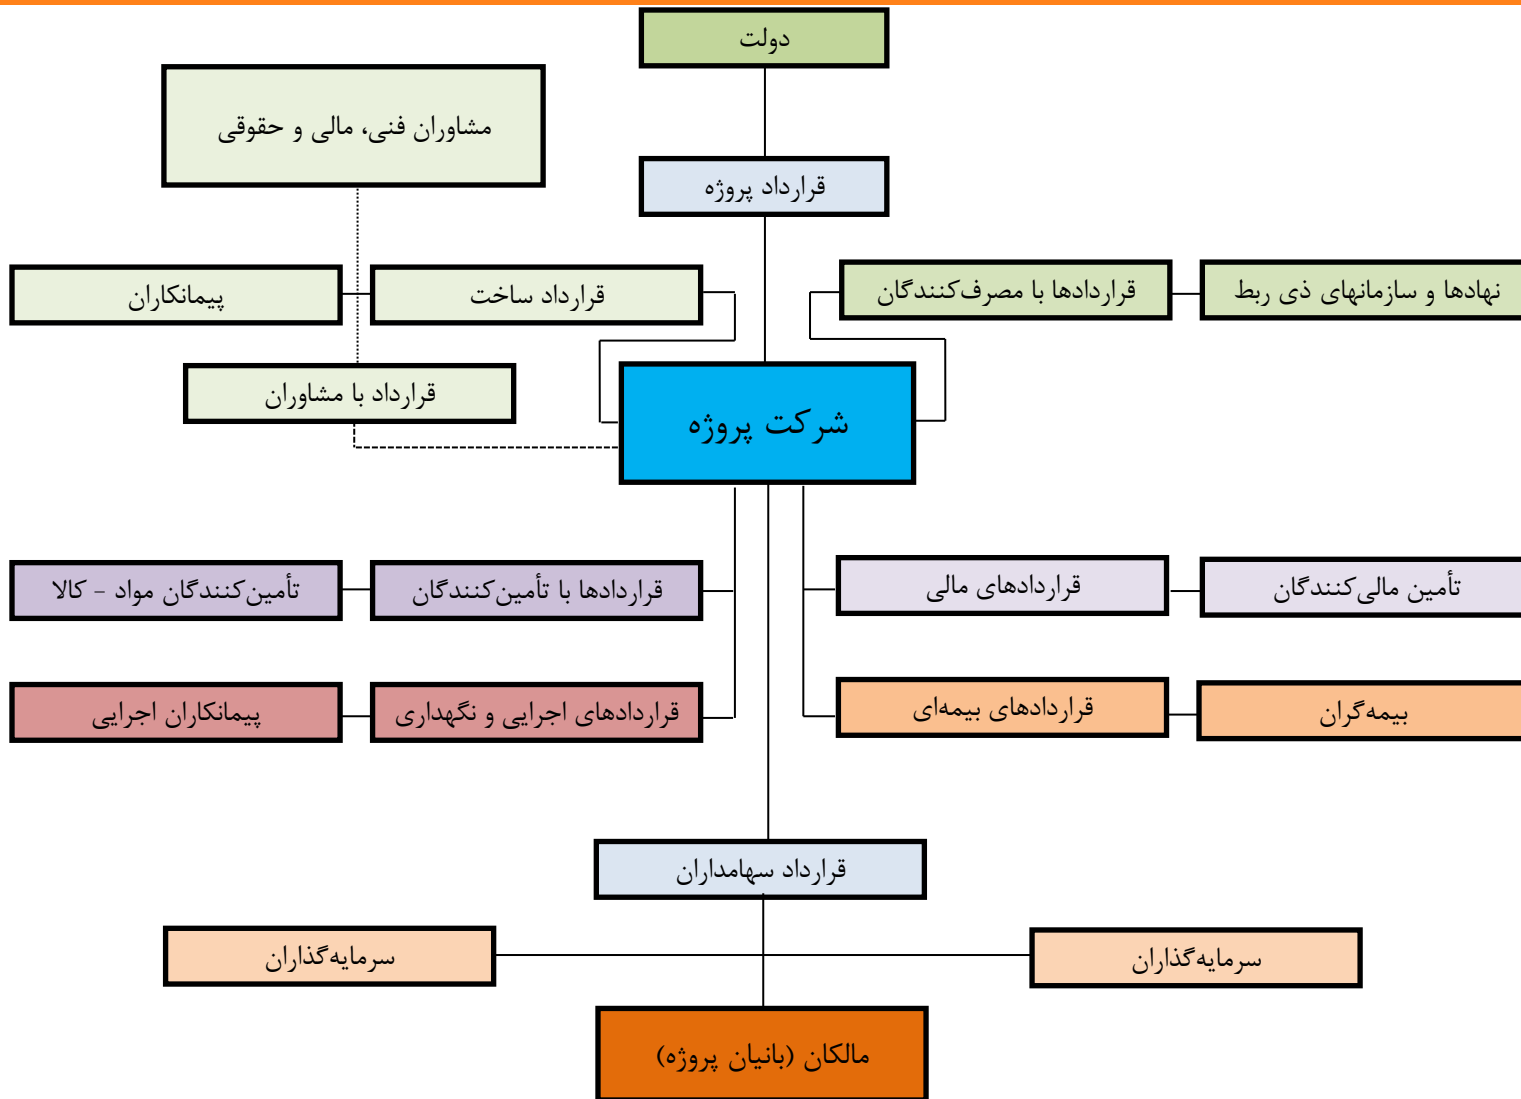 دولت
مشاوران فنی، مالی و حقوقی
قرارداد پروژه
نهادها و سازمانهای ذی ربط
قراردادها با مصرف‌کنندگان
قرارداد ساخت
پیمانکاران
قرارداد با مشاوران
شرکت پروژه
تأمین مالی‌کنندگان
قراردادهای مالی
قراردادها با تأمین‌کنندگان
تأمین‌کنندگان مواد - کالا
بیمه‌گران
قراردادهای بیمه‌ای
قراردادهای اجرایی و نگهداری
پیمانکاران اجرایی
قرارداد سهامداران
سرمایه‌گذاران
سرمایه‌گذاران
مالکان (بانیان پروژه)